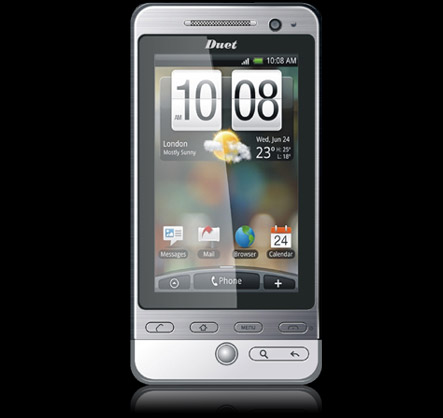 Duet
10:08 AM
10 08
AM
London
Mostly Sunny
Wed, Jun 24
23° H: 25°
L: 18°
24
Messages Mail Browser Calendar
Phone
MENU